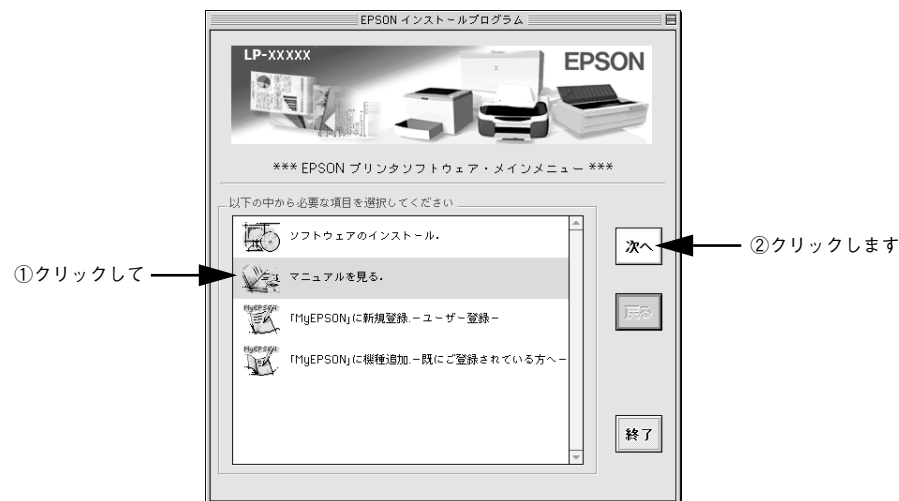 EPSON インストールプログラム
LP-XXXXX
EPSON
*** EPSON プリンタソフトウェア・メインメニュー ***
以下の中から必要な項目を選択してください
ソフトウェアのインストール.
①クリックして
マニュアルを見る.
MyEPSON
「MyEPSON」に新規登録.－ユーザー登録－
MyEPSON
「MyEPSON」に機種追加.－既にご登録されている方へ－
次へ
②クリックします
戻る
終了